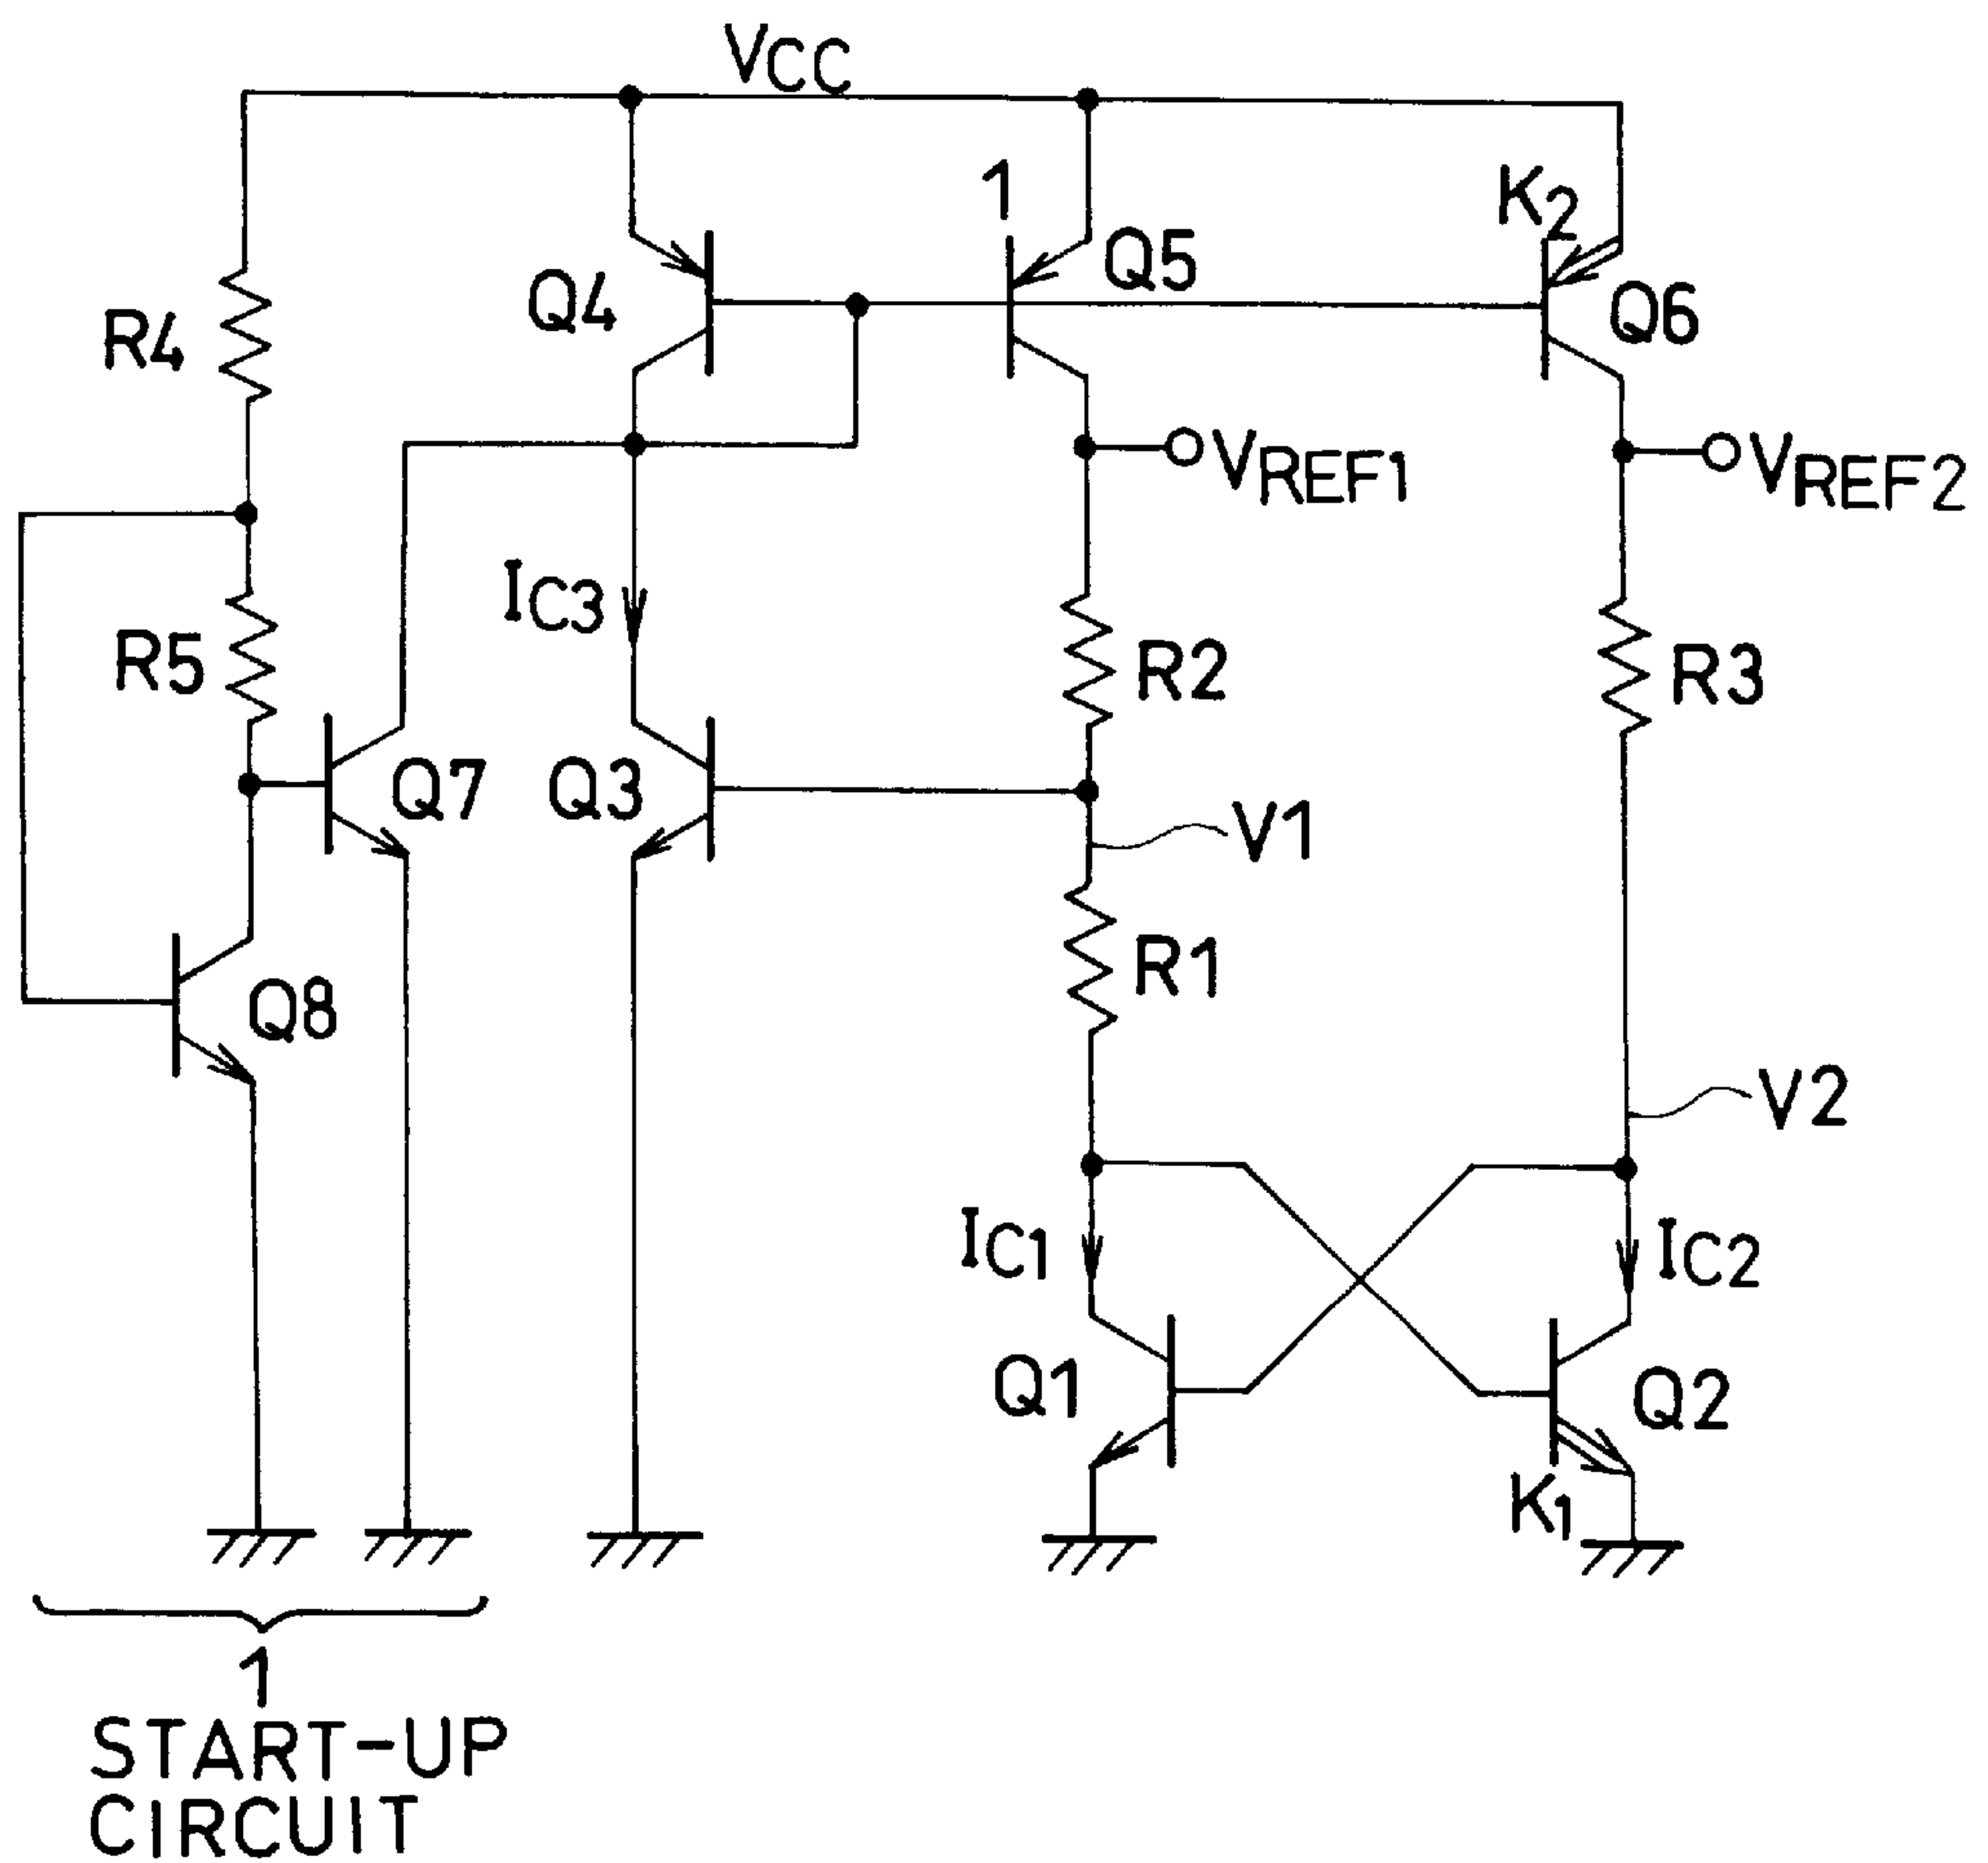 VCC
1
K2
Q4
Q5
Q6
R4
VREF1
VREF2
IC3
R5
R2
R3
Q7
Q3
V1
R1
Q8
V2
IC1
IC2
Q1
Q2
K1
1
START-UP
CIRCUIT